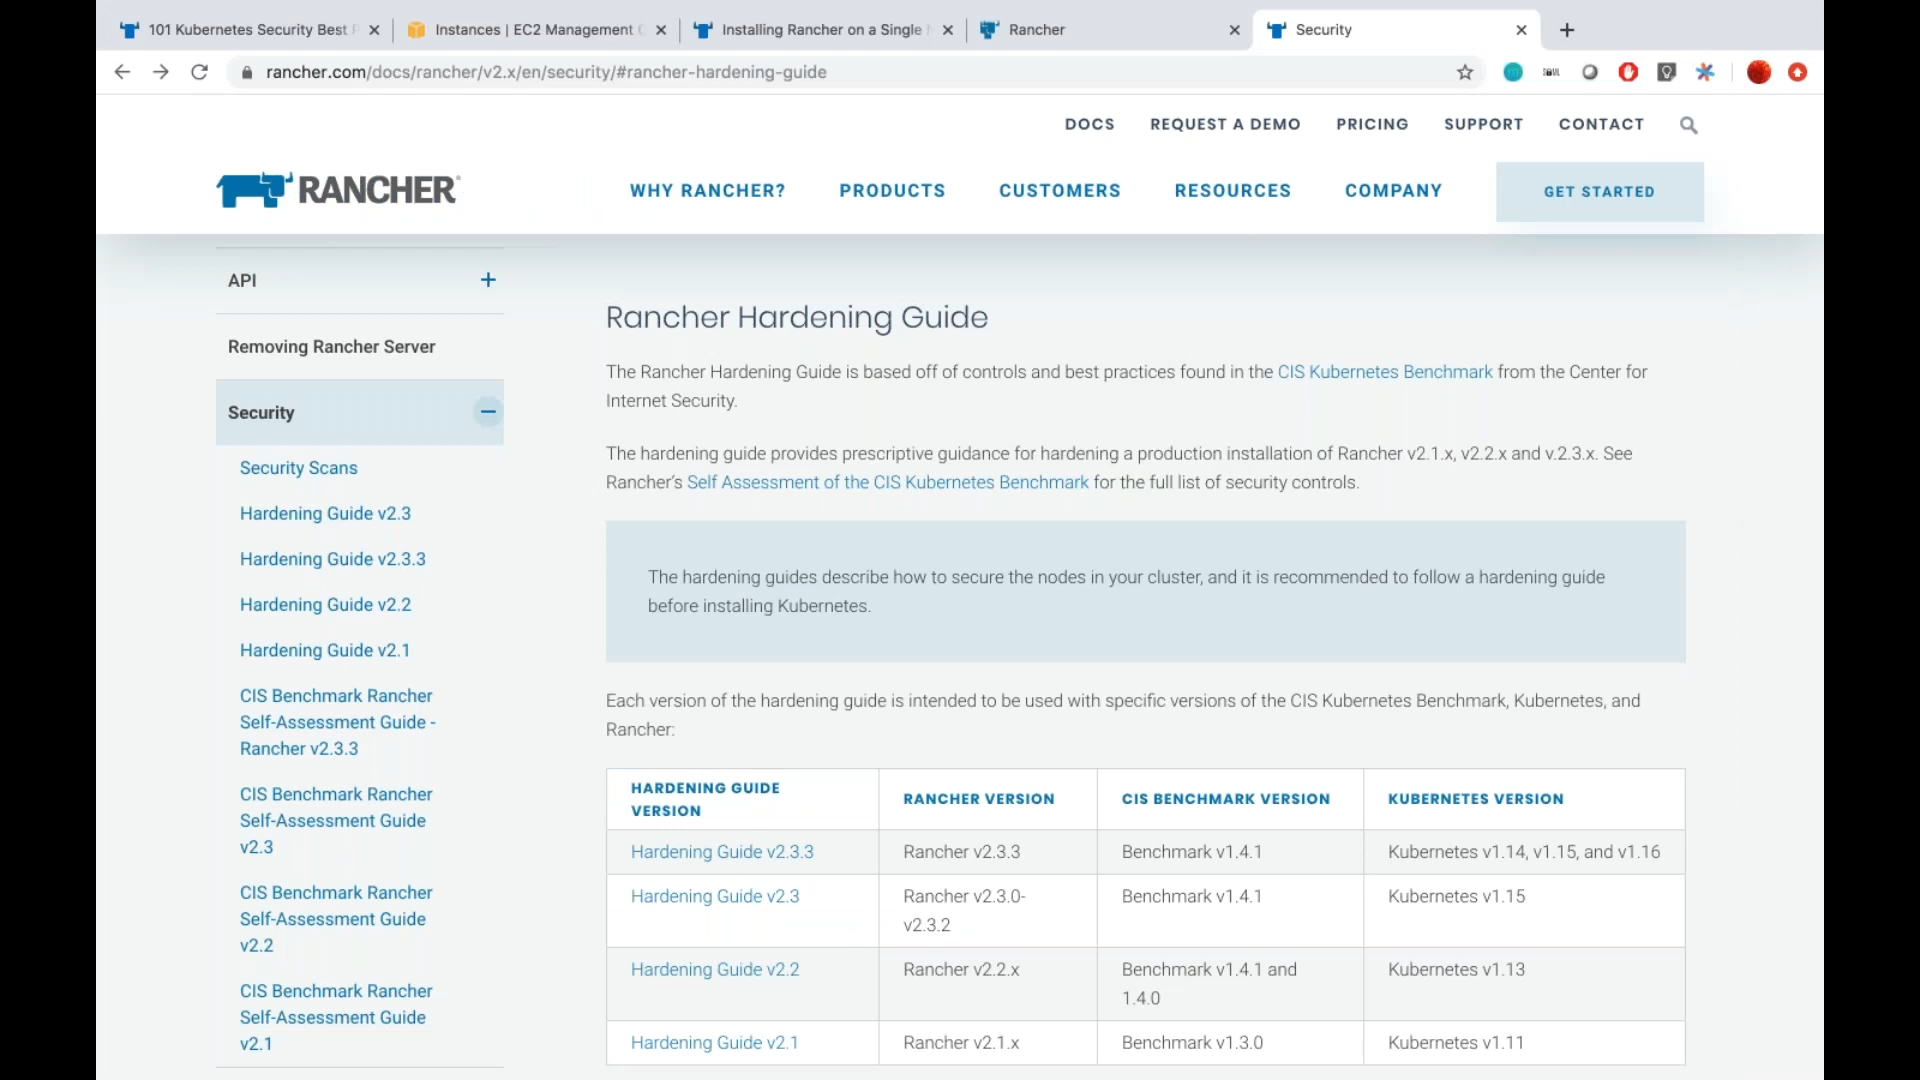 101 Kubernetes Security Best
Instances | EC2 Management
Installing Rancher on a Single
Rancher
Security
rancher.com/docs/rancher/v2.x/en/security/#rancher-hardening-guide
DOCS
REQUEST A DEMO
PRICING
SUPPORT
CONTACT
RANCHER
WHY RANCHER?
PRODUCTS
CUSTOMERS
RESOURCES
COMPANY
GET STARTED
API
Removing Rancher Server
Security
Security Scans
Hardening Guide v2.3
Hardening Guide v2.3.3
Hardening Guide v2.2
Hardening Guide v2.1
CIS Benchmark Rancher
Self-Assessment Guide -
Rancher v2.3.3
CIS Benchmark Rancher
Self-Assessment Guide
v2.3
CIS Benchmark Rancher
Self-Assessment Guide
v2.2
CIS Benchmark Rancher
Self-Assessment Guide
v2.1
Rancher Hardening Guide
The Rancher Hardening Guide is based off of controls and best practices found in the CIS Kubernetes Benchmark from the Center for
Internet Security.
The hardening guide provides prescriptive guidance for hardening a production installation of Rancher v2.1.x, v2.2.x and v.2.3.x. See
Rancher's Self Assessment of the CIS Kubernetes Benchmark for the full list of security controls.
The hardening guides describe how to secure the nodes in your cluster, and it is recommended to follow a hardening guide
before installing Kubernetes.
Each version of the hardening guide is intended to be used with specific versions of the CIS Kubernetes Benchmark, Kubernetes, and
Rancher:
HARDENING GUIDE
VERSION
RANCHER VERSION
CIS BENCHMARK VERSION
KUBERNETES VERSION
Hardening Guide v2.3.3
Rancher v2.3.3
Benchmark v1.4.1
Kubernetes v1.14, v1.15, and v1.16
Hardening Guide v2.3
Rancher v2.3.0-
v2.3.2
Benchmark v1.4.1
Kubernetes v1.15
Hardening Guide v2.2
Rancher v2.2.x
Benchmark v1.4.1 and
1.4.0
Kubernetes v1.13
Hardening Guide v2.1
Rancher v2.1.x
Benchmark v1.3.0
Kubernetes v1.11